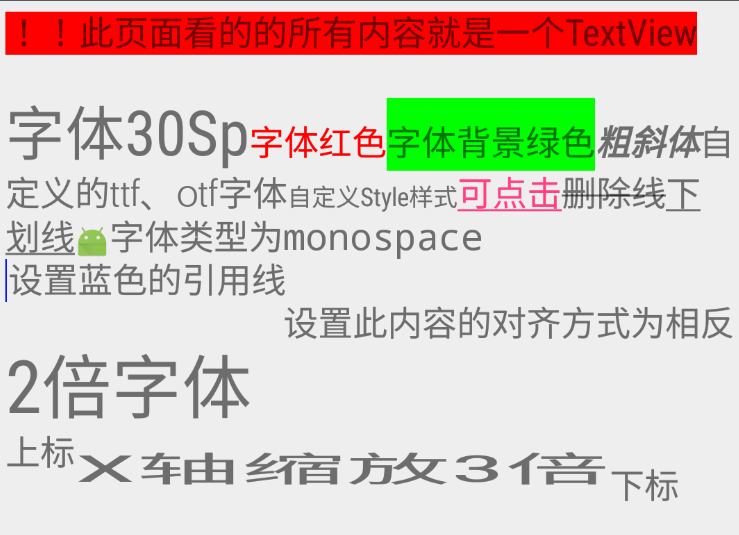 ！！此页面看的的所有内容就是一个TextView
字体30Sp字体红色字体背景绿色粗斜体自
定义的ttf、Otf字体自定义Style样式可点击删除线下
划线字体类型为monospace
设置蓝色的引用线
设置此内容的对齐方式为相反
2倍字体
上标X轴缩放3倍下标